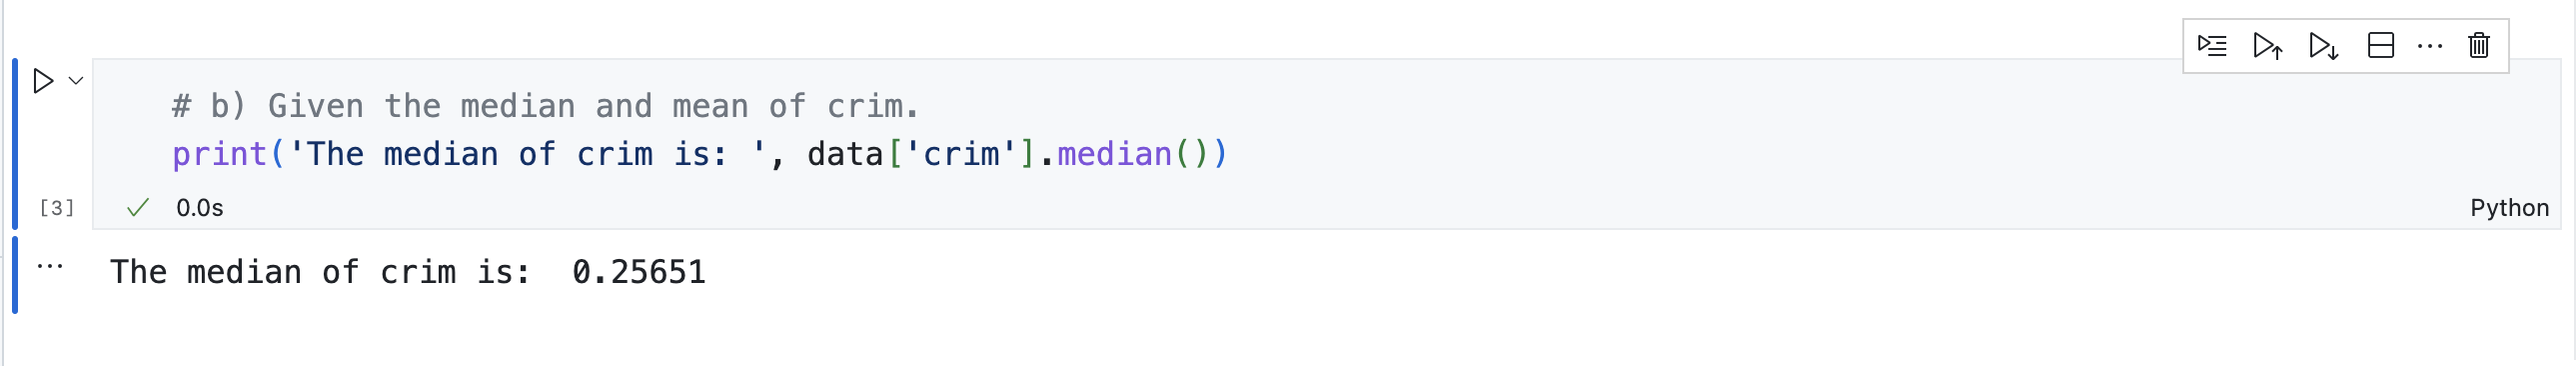 # b) Given the median and mean of crim.
print('The median of crim is: ', data['crim'].median())
[3]
0.0s
Python
The median of crim is:  0.25651